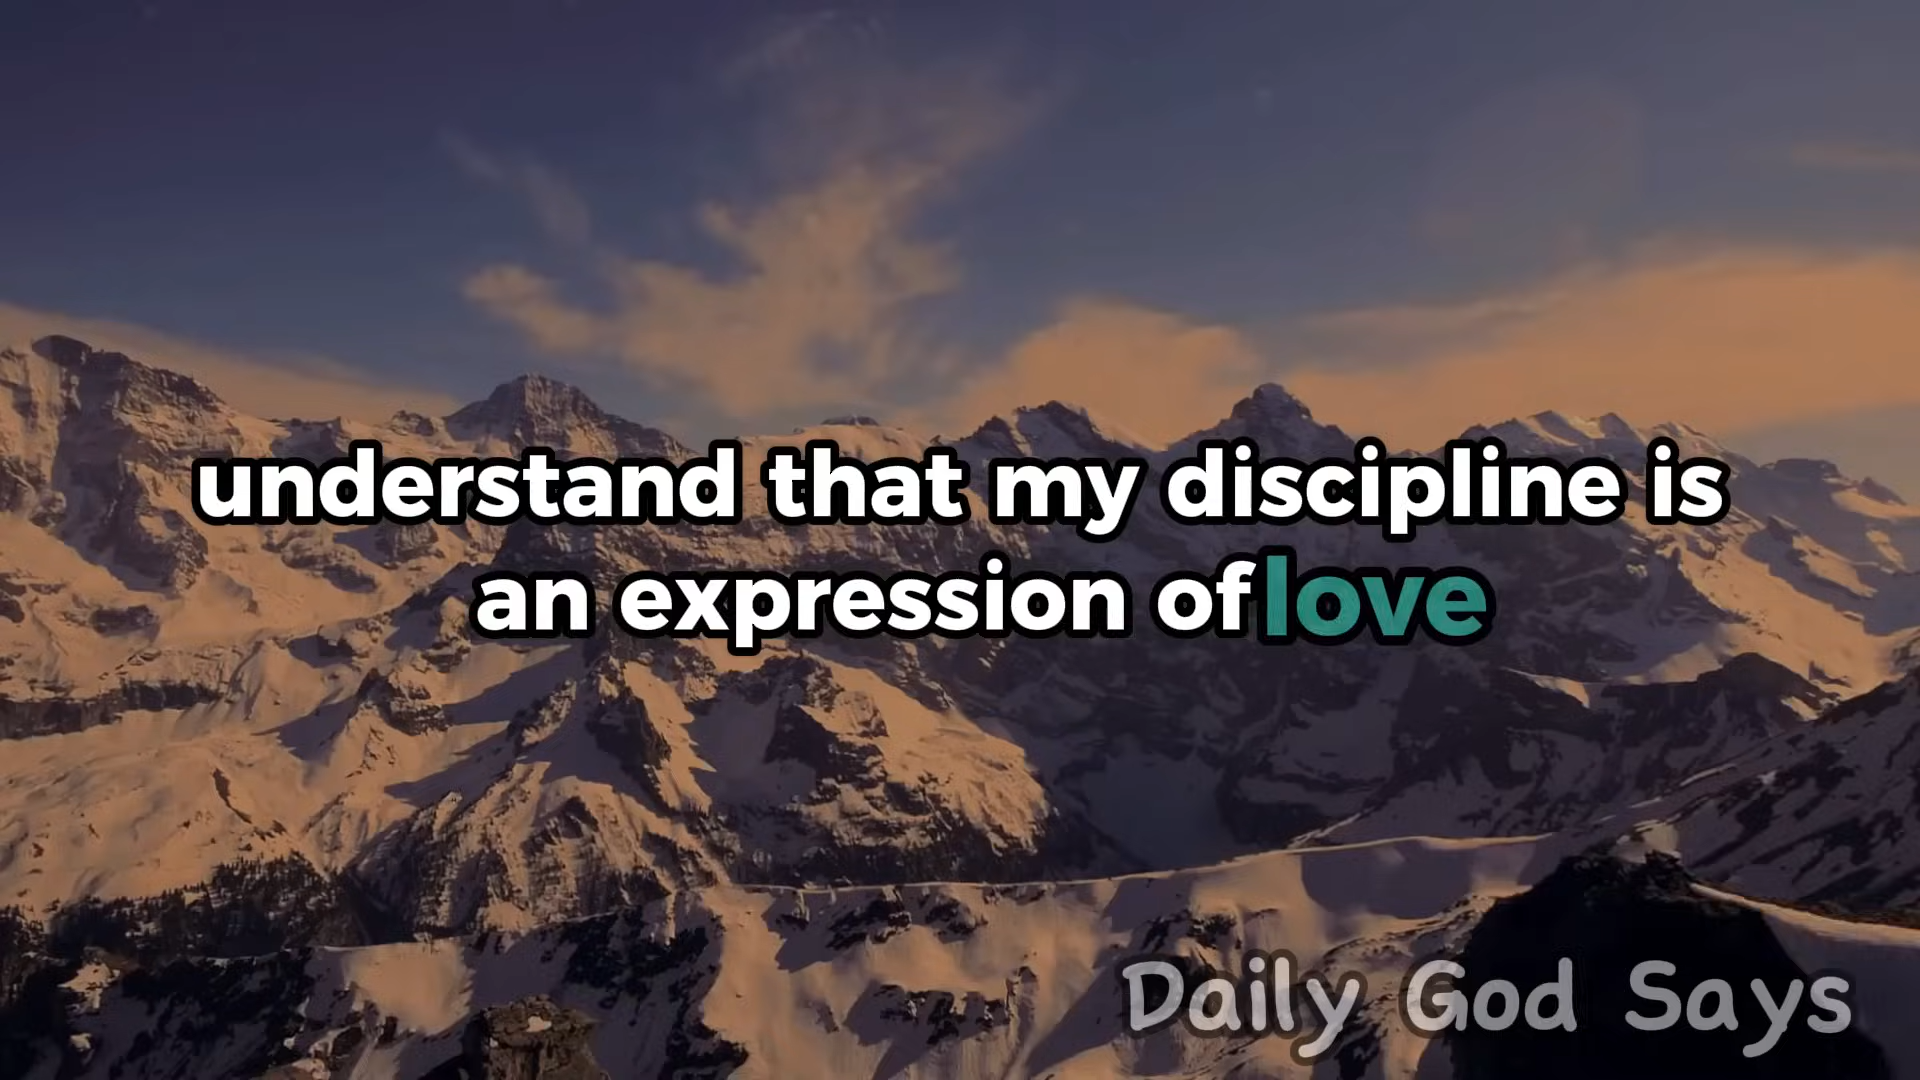 understand that my discipline is
an expression of love
Daily God Says